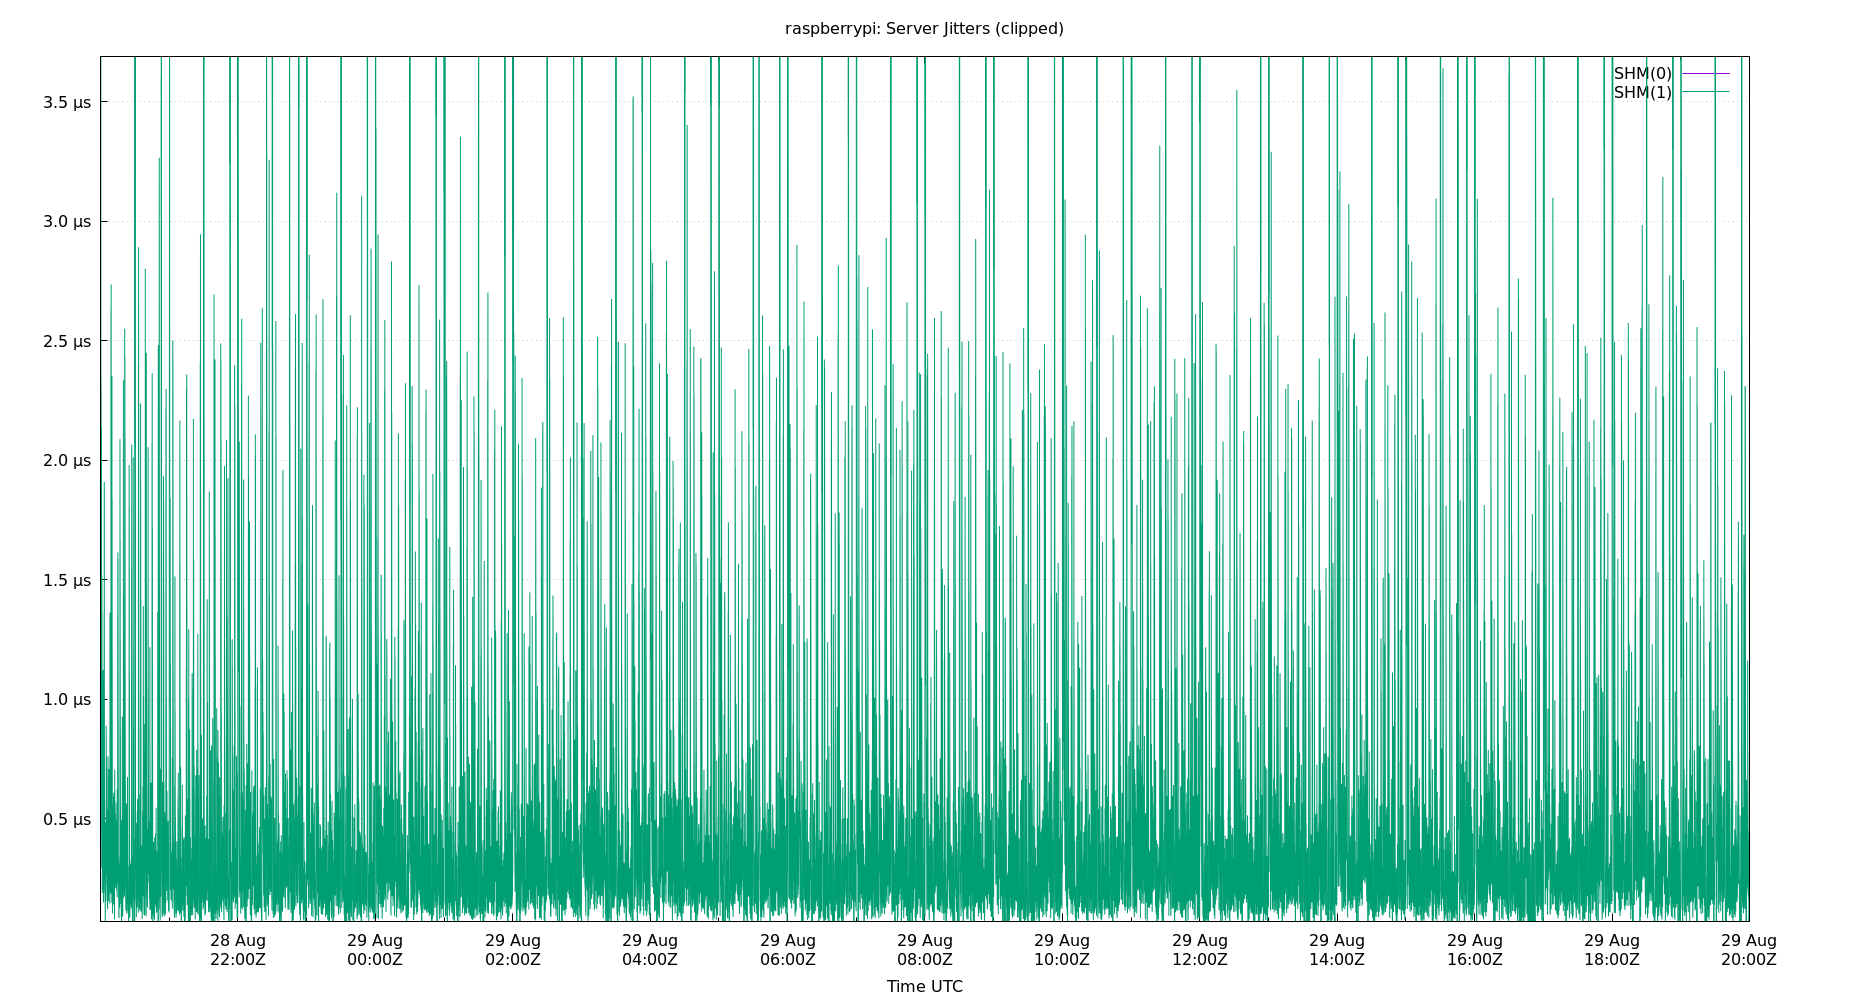 raspberrypi: Server Jitters (clipped)
SHM(0)
SHM(1)
3.5 μs
3.0 μs
2.5 μs
2.0 μs
1.5 μs
1.0 μs
0.5 μs
28 Aug 29 Aug 29 Aug 29 Aug 29 Aug 29 Aug 29 Aug 29 Aug 29 Aug 29 Aug 29 Aug 29 Aug
22:00Z 00:00Z 02:00Z 04:00Z 06:00Z 08:00Z 10:00Z 12:00Z 14:00Z 16:00Z 18:00Z 20:00Z
Time UTC